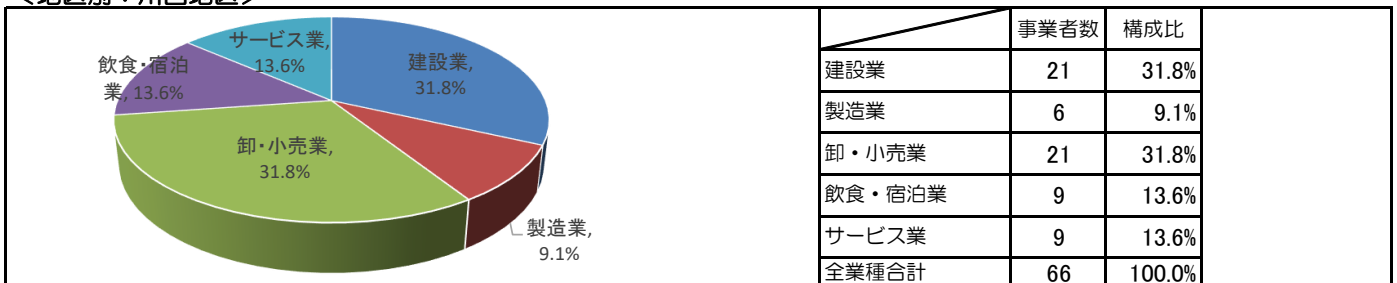 サービス業,
13.6%
飲食・宿泊
業, 13.6%
建設業,
31.8%
卸・小売業,
31.8%
製造業,
9.1%
事業者数 構成比
建設業 21 31.8%
製造業 6 9.1%
卸・小売業 21 31.8%
飲食・宿泊業 9 13.6%
サービス業 9 13.6%
全業種合計 66 100.0%